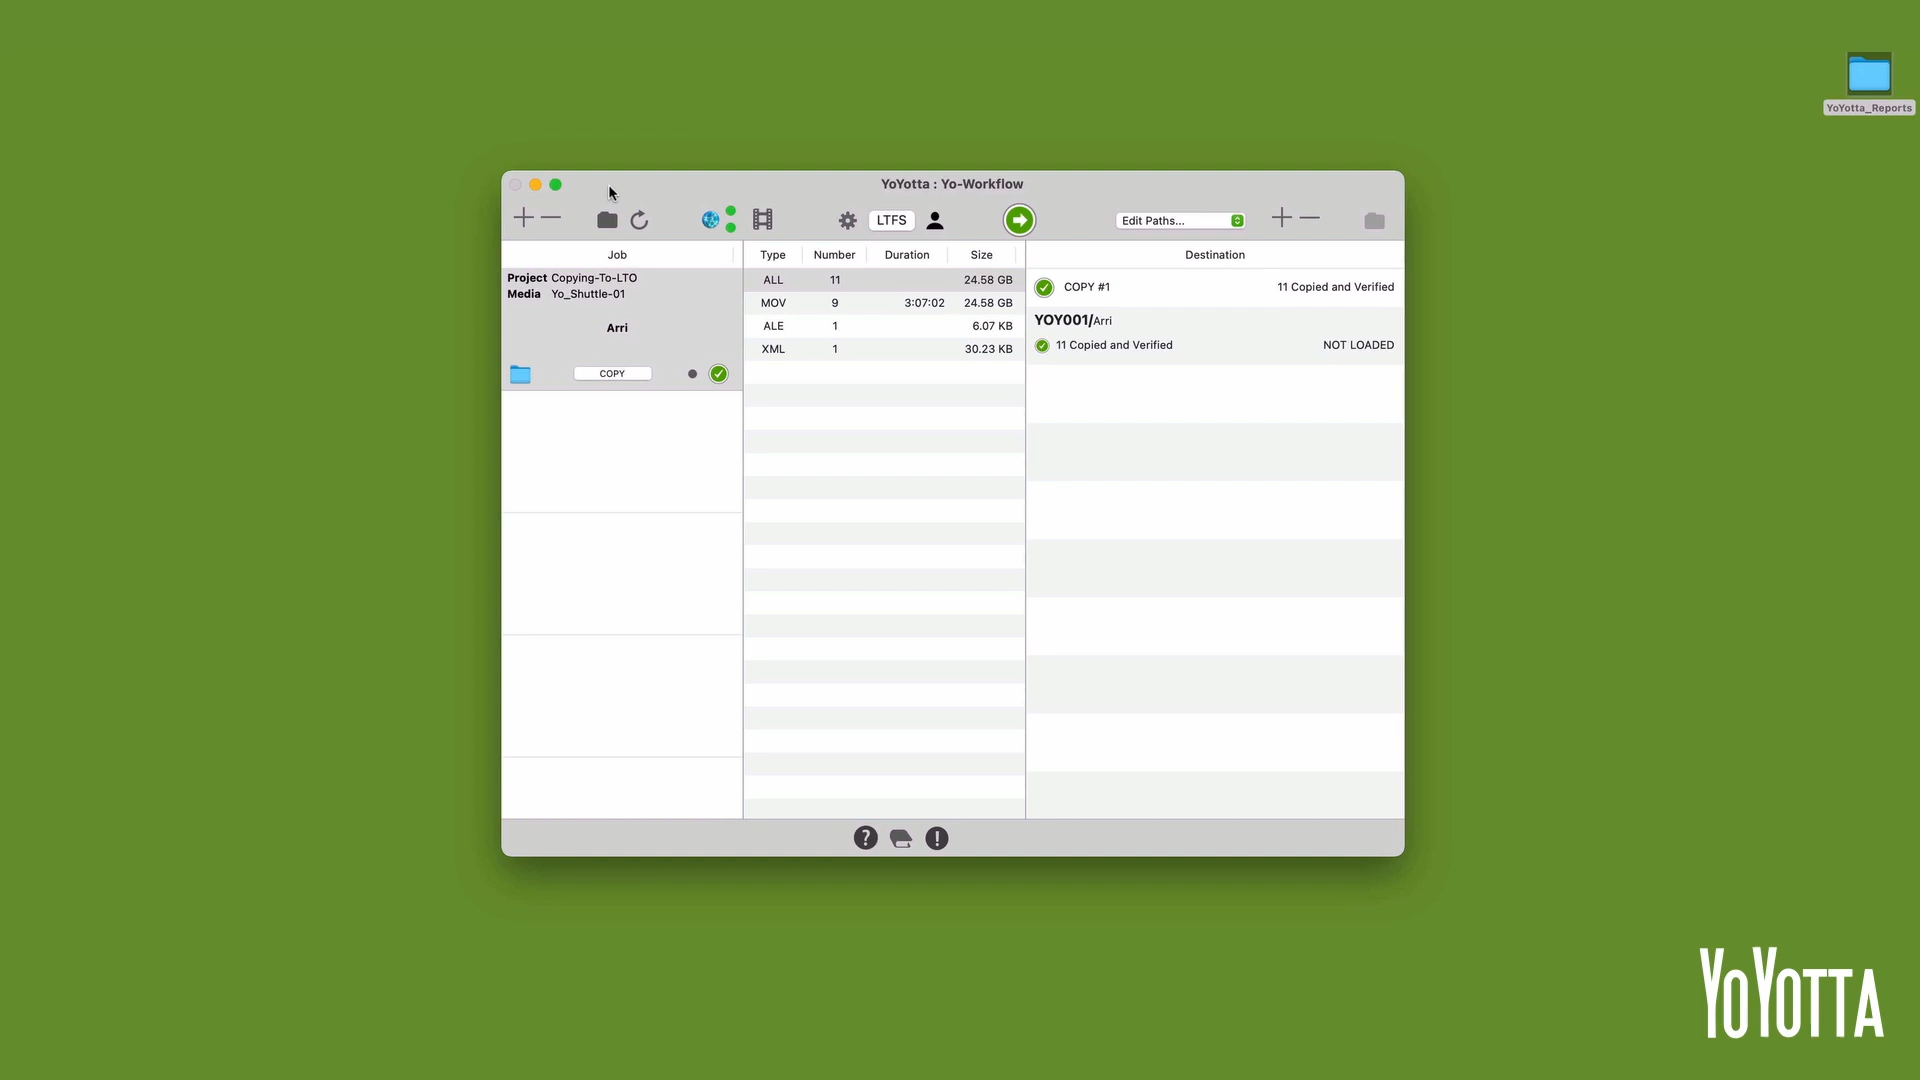 YoYotta_Reports
YoYotta : Yo-Workflow
LTFS
Edit Paths...
Job
Type Number Duration Size
Destination
Project Copying-To-LTO
Media Yo_Shuttle-01
Arri
COPY
ALL 11 24.58 GB
MOV 9 3:07:02 24.58 GB
ALE 1 6.07 KB
XML 1 30.23 KB
COPY #1 11 Copied and Verified
YOY001/Arri
11 Copied and Verified NOT LOADED
YOYOTTA